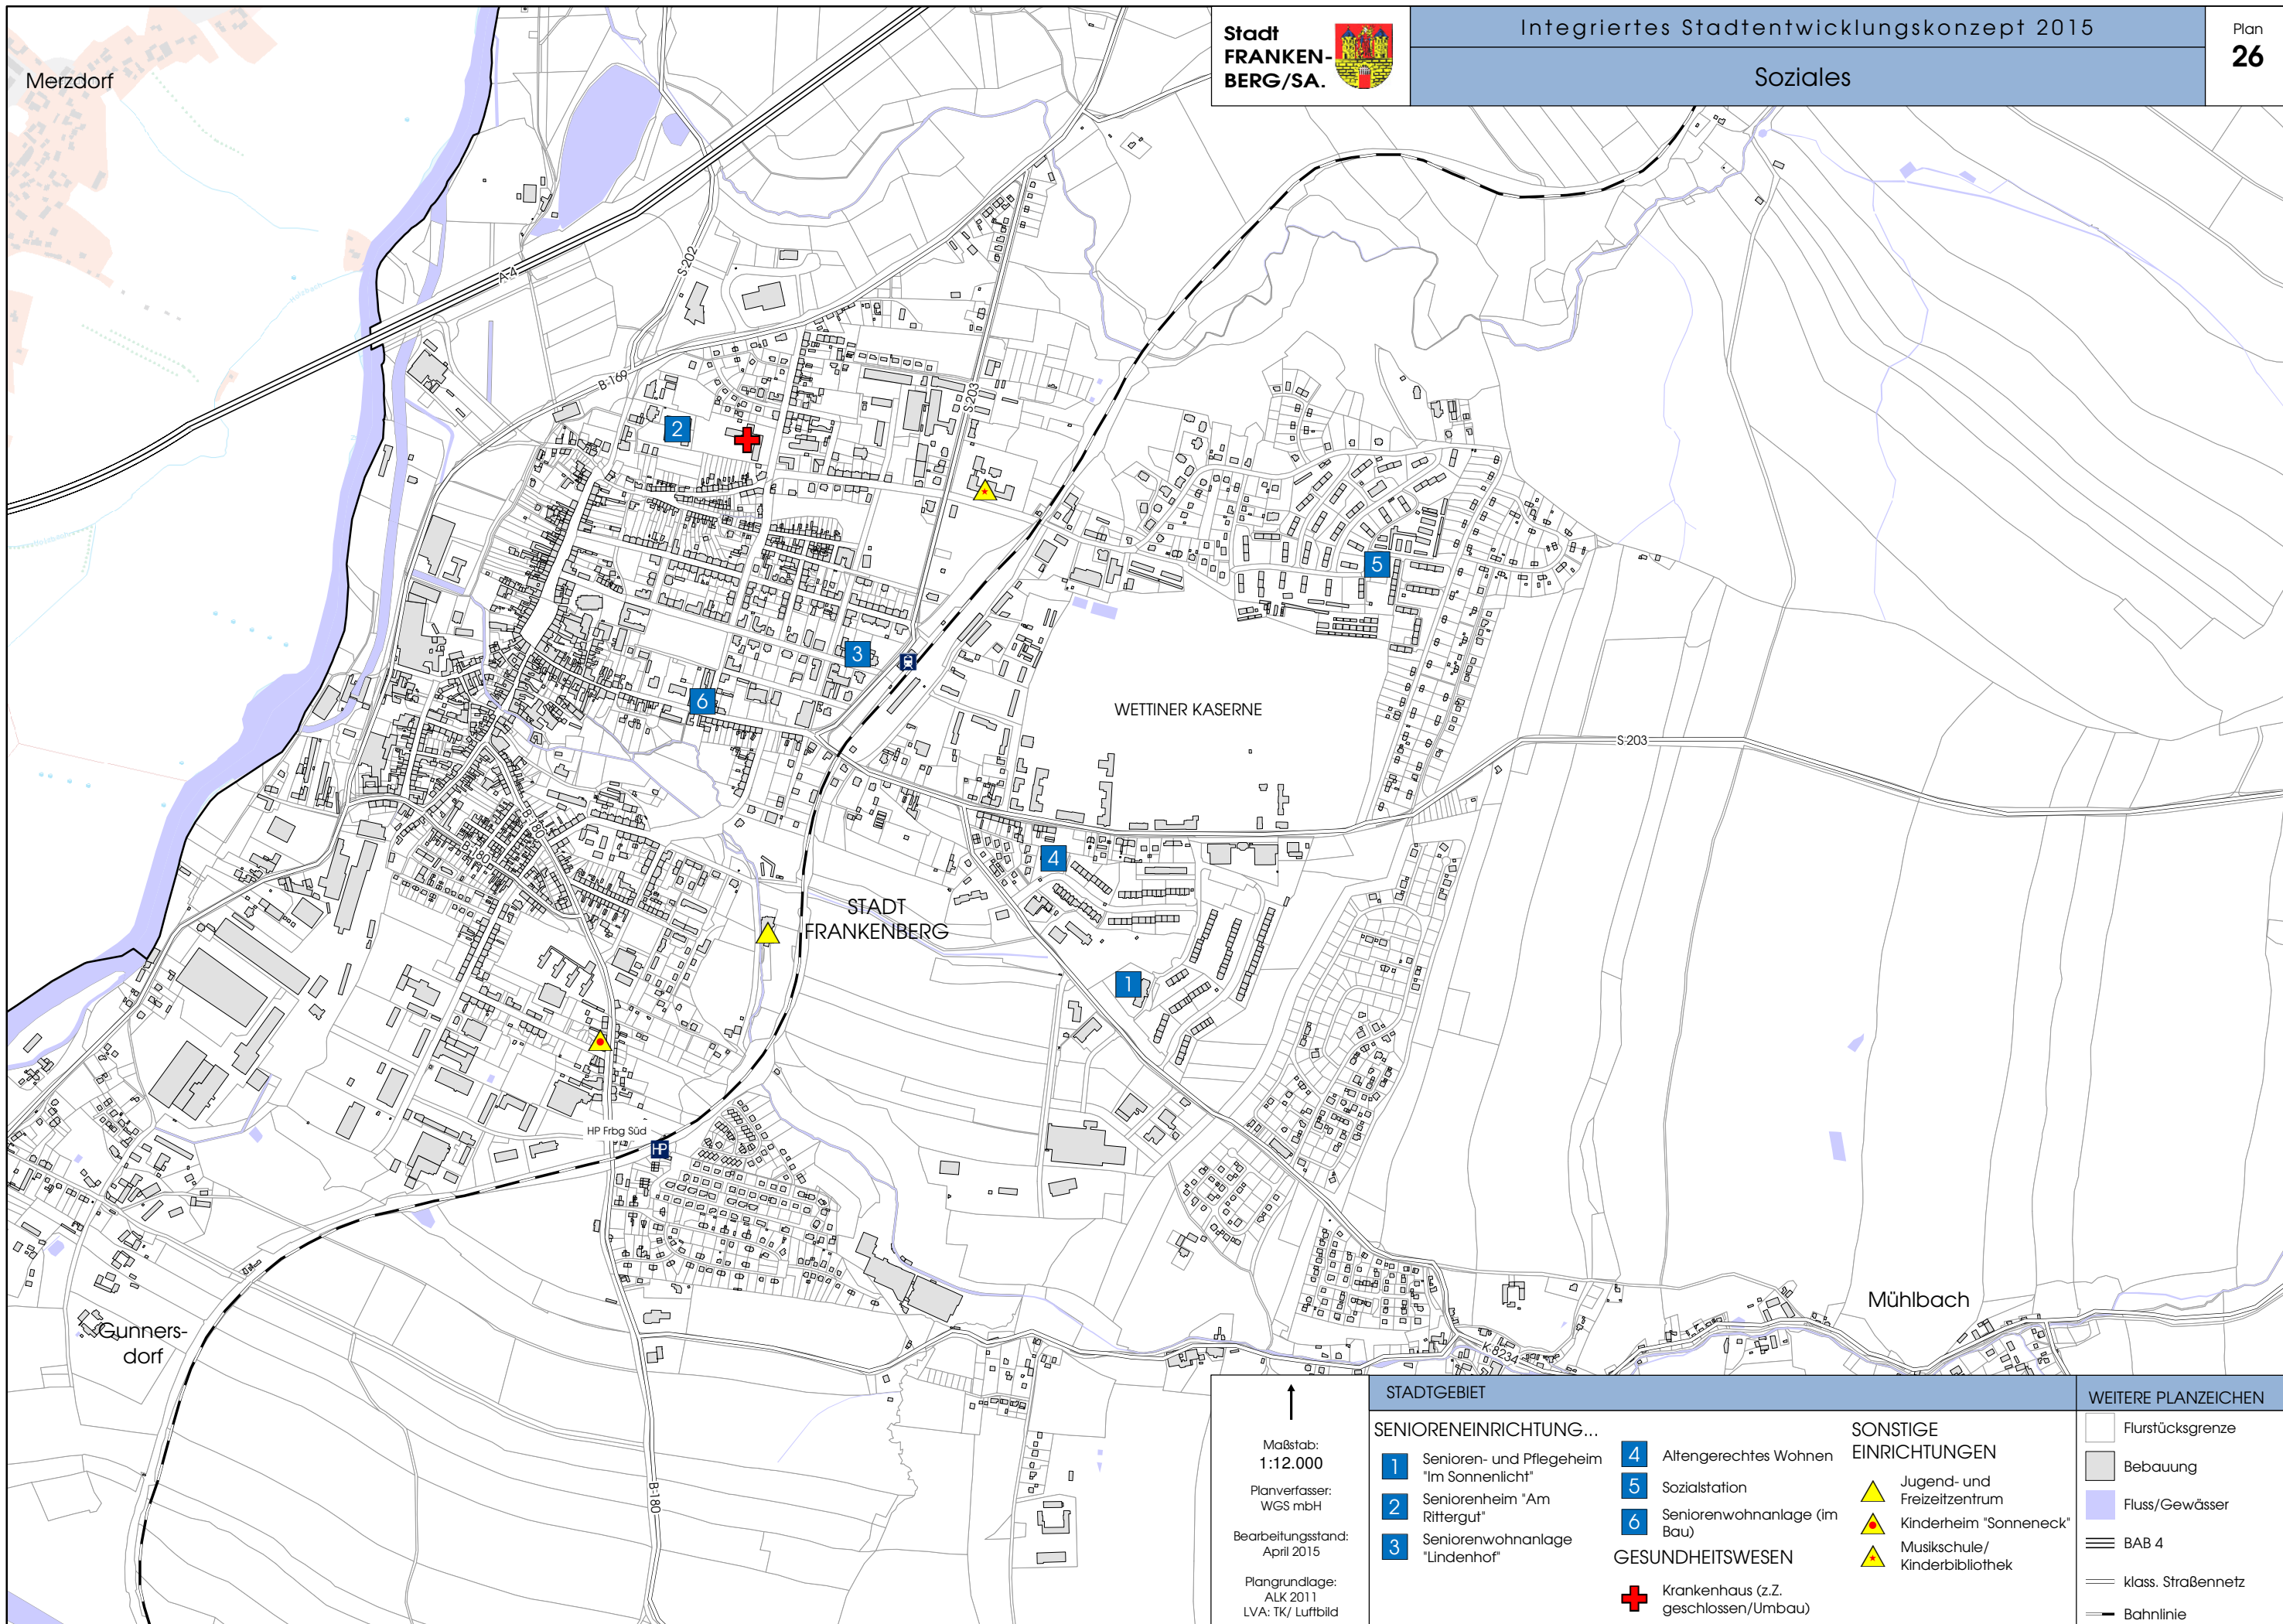 Stadt
FRANKEN-
BERG/SA.
Integriertes Stadtentwicklungskonzept 2015
Soziales
Plan
26
Merzdorf
A-4
S-202
B-169
S-203
2
5
3
6
WETTINER KASERNE
S-203
B-180
B-180
4
STADT
FRANKENBERG
1
HP Frbg Süd
HP
Gunners-
dorf
Mühlbach
K-8234
B-180
Maßstab:
1:12.000
Planverfasser:
WGS mbH
Bearbeitungsstand:
April 2015
Plangrundlage:
ALK 2011
LVA: TK/ Luftbild
STADTGEBIET
SENIORENEINRICHTUNG...
1 Senioren- und Pflegeheim
"Im Sonnenlicht"
2 Seniorenheim "Am
Rittergut"
3 Seniorenwohnanlage
"Lindenhof"
4 Altengerechtes Wohnen
5 Sozialstation
6 Seniorenwohnanlage (im
Bau)
GESUNDHEITSWESEN
Krankenhaus (z.Z.
geschlossen/Umbau)
SONSTIGE
EINRICHTUNGEN
Jugend- und
Freizeitzentrum
Kinderheim "Sonneneck"
Musikschule/
Kinderbibliothek
WEITERE PLANZEICHEN
Flurstücksgrenze
Bebauung
Fluss/Gewässer
BAB 4
klass. Straßennetz
Bahnlinie